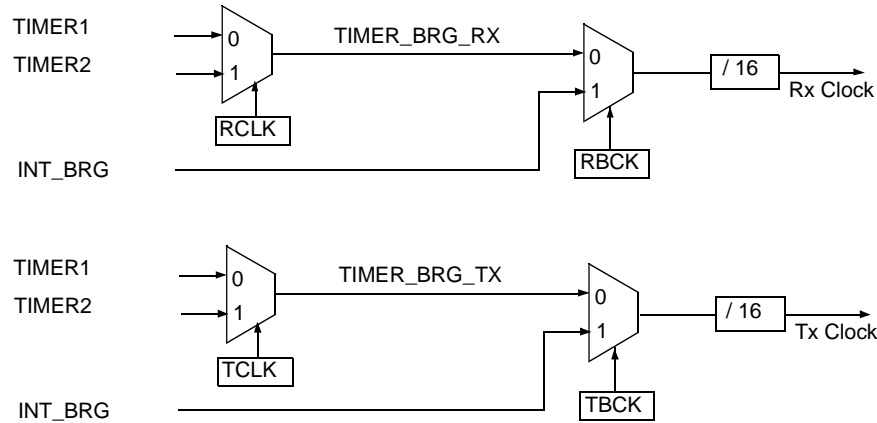 TIMER1
0
TIMER_BRG_RX
0
TIMER2
1
/ 16
1
Rx Clock
RCLK
RBCK
INT_BRG
TIMER1
0
TIMER_BRG_TX
0
TIMER2
1
/ 16
1
Tx Clock
TCLK
TBCK
INT_BRG